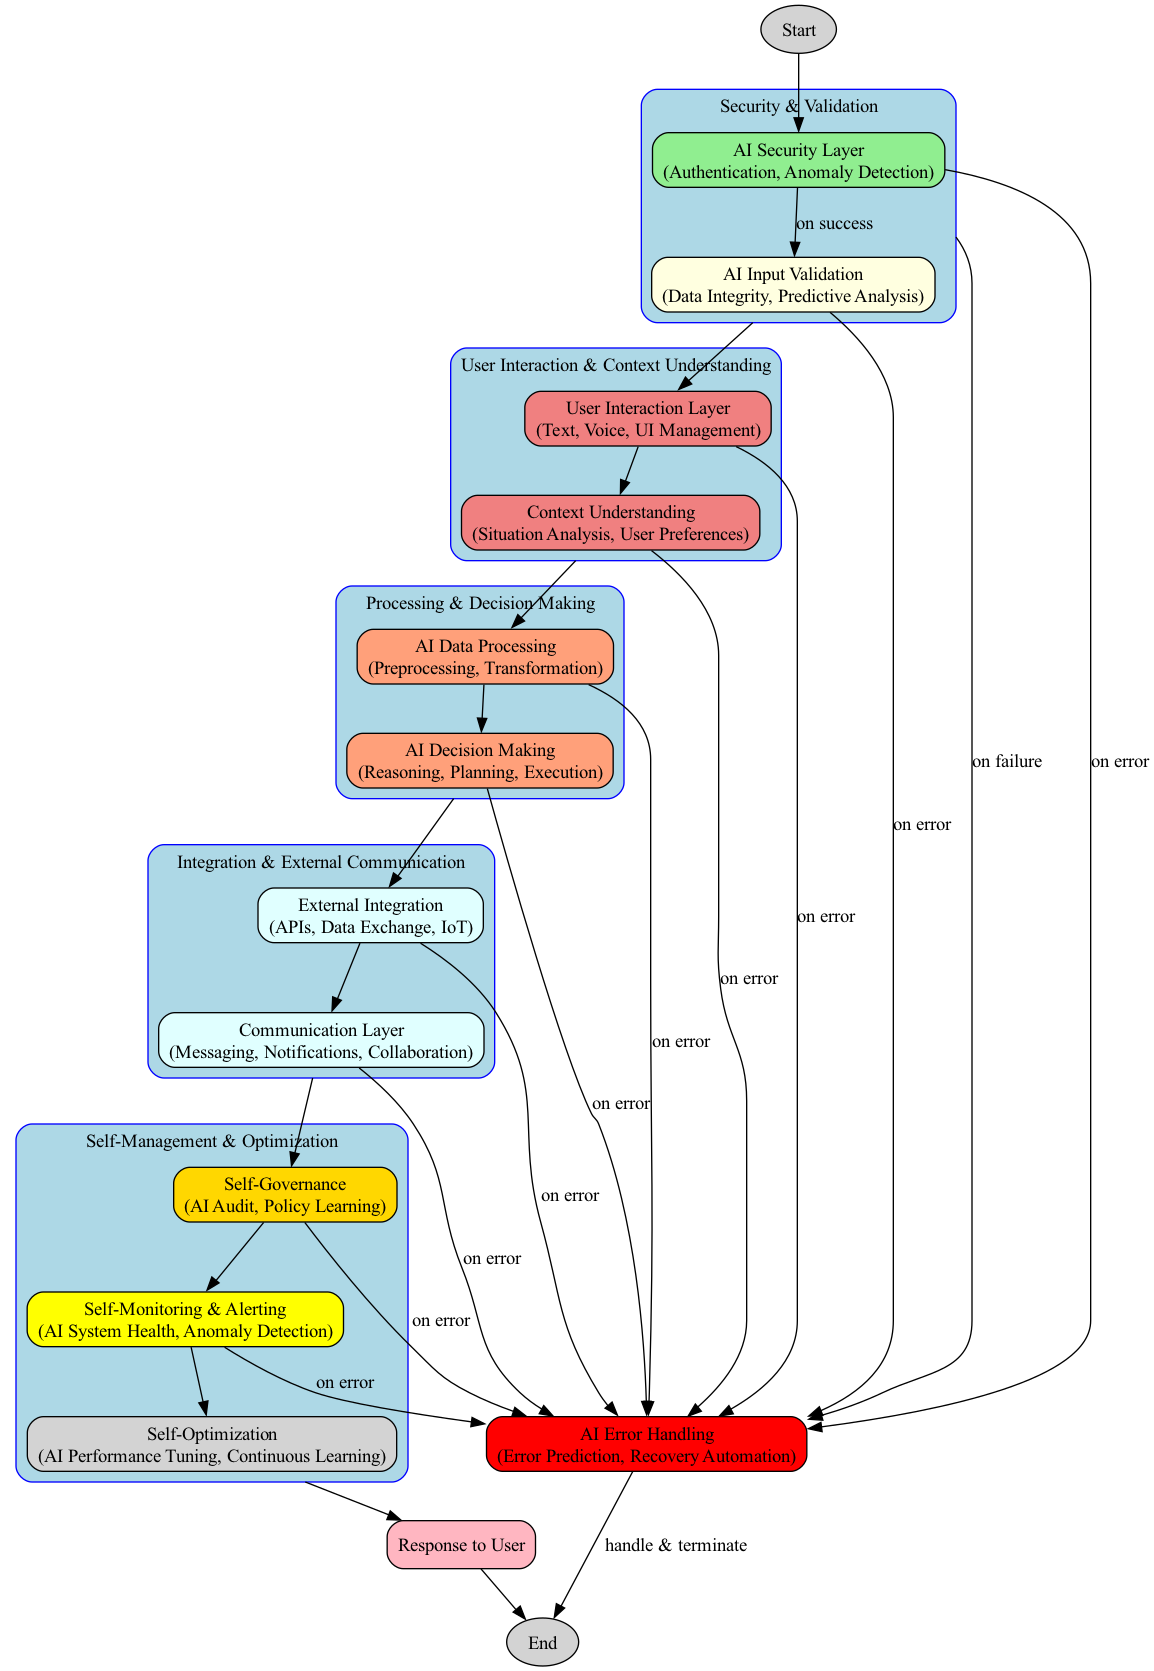 Start
Security & Validation
AI Security Layer
(Authentication, Anomaly Detection)
on success
AI Input Validation
(Data Integrity, Predictive Analysis)
User Interaction & Context Understanding
User Interaction Layer
(Text, Voice, UI Management)
Context Understanding
(Situation Analysis, User Preferences)
Processing & Decision Making
AI Data Processing
(Preprocessing, Transformation)
AI Decision Making
(Reasoning, Planning, Execution)
on failure
on error
on error
Integration & External Communication
External Integration
(APIs, Data Exchange, IoT)
on error
on error
Communication Layer
(Messaging, Notifications, Collaboration)
on error
on error
Self-Management & Optimization
Self-Governance
(AI Audit, Policy Learning)
on error
on error
Self-Monitoring & Alerting
(AI System Health, Anomaly Detection)
on error
on error
Self-Optimization
(AI Performance Tuning, Continuous Learning)
AI Error Handling
(Error Prediction, Recovery Automation)
Response to User
handle & terminate
End